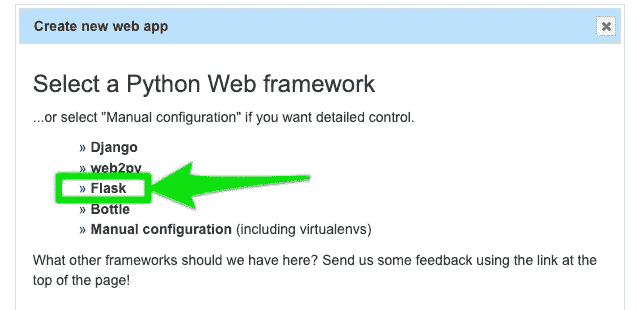 Create new web app
Select a Python Web framework
...or select "Manual configuration" if you want detailed control.
» Django
» web2py
» Flask
» Bottle
» Manual configuration (including virtualenvs)
What other frameworks should we have here? Send us some feedback using the link at the
top of the page!